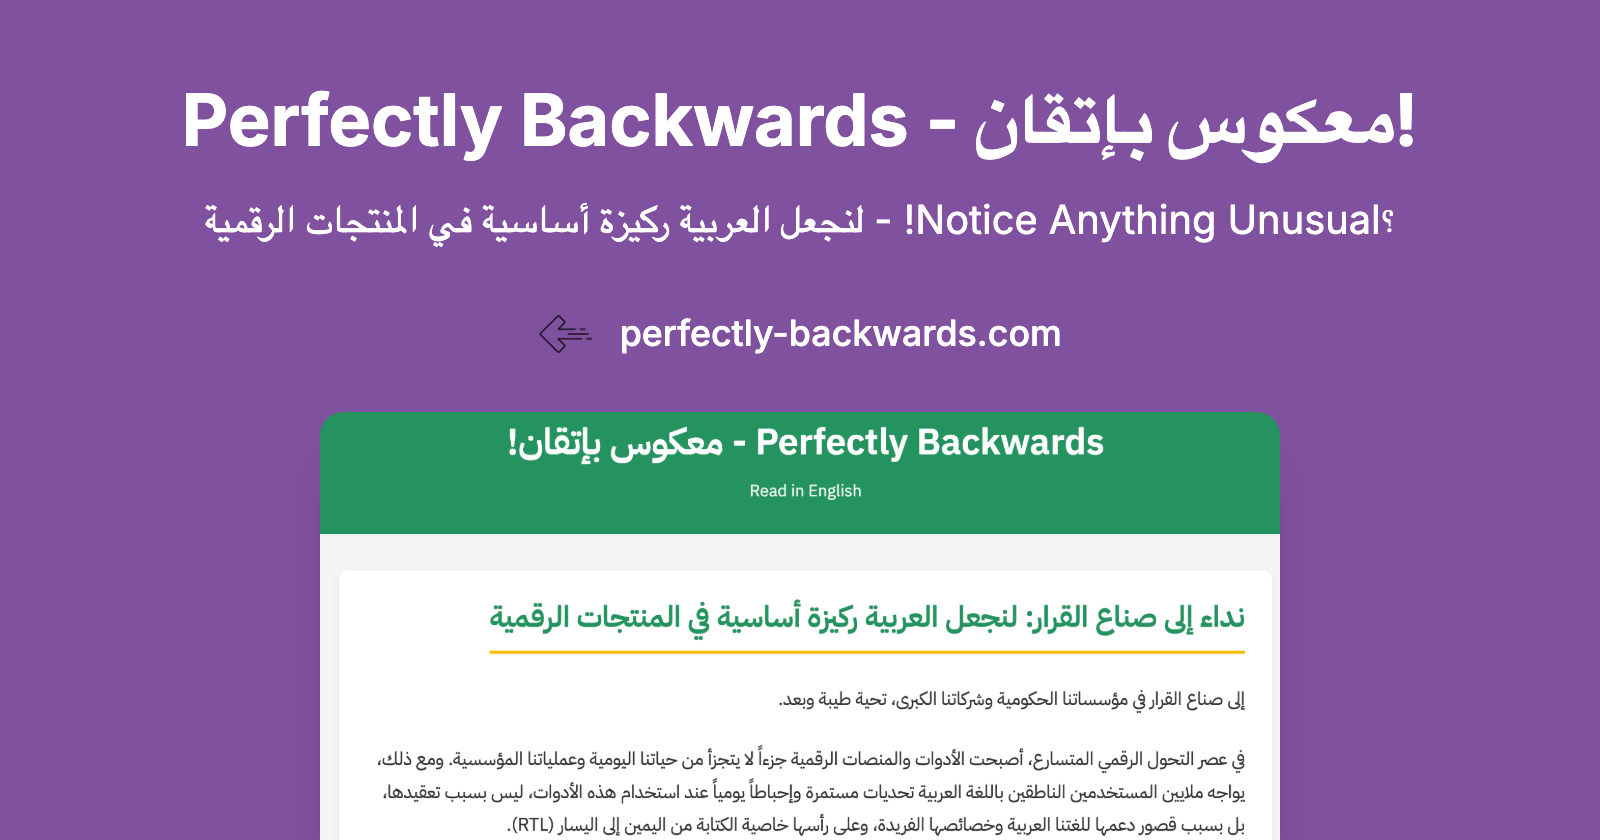 Perfectly Backwards - معكوس بإتقان!
؟Notice Anything Unusual! - لنجعل العربية ركيزة أساسية في المنتجات الرقمية
perfectly-backwards.com
Perfectly Backwards - معكوس بإتقان!
Read in English
نداء إلى صناع القرار: لنجعل العربية ركيزة أساسية في المنتجات الرقمية
إلى صناع القرار في مؤسساتنا الحكومية وشركاتنا الكبرى، تحية طيبة وبعد.
في عصر التحول الرقمي المتسارع، أصبحت الأدوات والمنصات الرقمية جزءاً لا يتجزأ من حياتنا اليومية وعملياتنا المؤسسية. ومع ذلك،
يواجه ملايين المستخدمين الناطقين باللغة العربية تحديات مستمرة وإحباطاً يومياً عند استخدام هذه الأدوات، ليس بسبب تعقيدها،
بل بسبب قصور دعمها للغتنا العربية وخصائصها الفريدة، وعلى رأسها خاصية الكتابة من اليمين إلى اليسار (RTL).